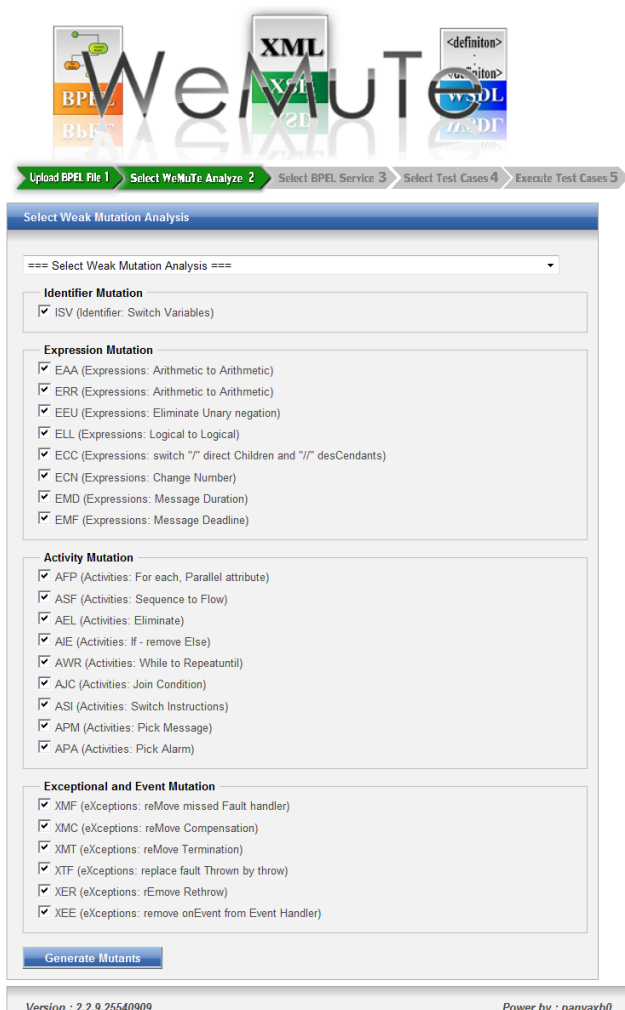 BPEL
XML
XSD
<definiton>
.
</definiton>
WSDL
WeMuTe
Upload BPEL File 1 Select WeMuTe Analyze 2 Select BPEL Service 3 Select Test Cases 4 Execute Test Cases 5
Select Weak Mutation Analysis
=== Select Weak Mutation Analysis ===
Identifier Mutation
ISV (Identifier: Switch Variables)
Expression Mutation
EAA (Expressions: Arithmetic to Arithmetic)
ERR (Expressions: Arithmetic to Arithmetic)
EEU (Expressions: Eliminate Unary negation)
ELL (Expressions: Logical to Logical)
ECC (Expressions: switch "/" direct Children and "//" desCendants)
ECN (Expressions: Change Number)
EMD (Expressions: Message Duration)
EMF (Expressions: Message Deadline)
Activity Mutation
AFP (Activities: For each, Parallel attribute)
ASF (Activities: Sequence to Flow)
AEL (Activities: Eliminate)
AIE (Activities: If - remove Else)
AWR (Activities: While to Repeatuntil)
AJC (Activities: Join Condition)
ASI (Activities: Switch Instructions)
APM (Activities: Pick Message)
APA (Activities: Pick Alarm)
Exceptional and Event Mutation
XMF (eXceptions: reMove missed Fault handler)
XMC (eXceptions: reMove Compensation)
XMT (eXceptions: reMove Termination)
XTF (eXceptions: replace fault Thrown by throw)
XER (eXceptions: rEmove Rethrow)
XEE (eXceptions: remove onEvent from Event Handler)
Generate Mutants
Version : 2.2.9.25540909 Power by : panyaxb0